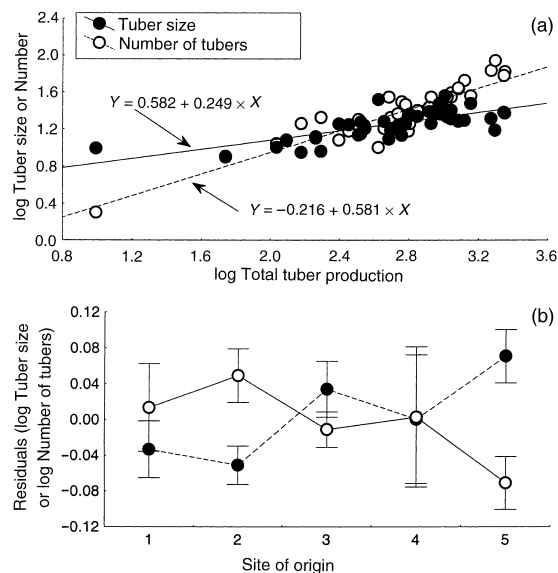 Tuber size
Number of tubers
(a)
2.4
2.0
1.6
1.2
0.8
0.4
0.0
log Tuber size or Number
Y = 0.582 + 0.249 × X
Y = −0.216 + 0.581 × X
0.8 1.2 1.6 2.0 2.4 2.8 3.2 3.6
log Total tuber production
(b)
0.12
0.08
0.04
0.00
−0.04
−0.08
−0.12
Residuals (log Tuber size
or log Number of tubers)
1 2 3 4 5
Site of origin